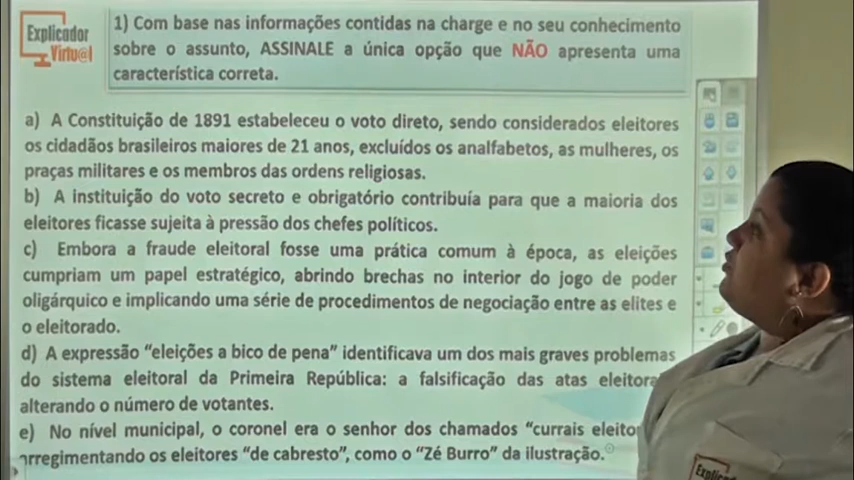 Explicador
Virtu@l
1) Com base nas informações contidas na charge e no seu conhecimento
sobre o assunto, ASSINALE a única opção que NÃO apresenta uma
característica correta.
a) A Constituição de 1891 estabeleceu o voto direto, sendo considerados eleitores
os cidadãos brasileiros maiores de 21 anos, excluídos os analfabetos, as mulheres, os
praças militares e os membros das ordens religiosas.
b) A instituição do voto secreto e obrigatório contribuía para que a maioria dos
eleitores ficasse sujeita à pressão dos chefes políticos.
c) Embora a fraude eleitoral fosse uma prática comum à época, as eleições
cumpriam um papel estratégico, abrindo brechas no interior do jogo de poder
oligárquico e implicando uma série de procedimentos de negociação entre as elites e
o eleitorado.
d) A expressão “eleições a bico de pena” identificava um dos mais graves problemas
do sistema eleitoral da Primeira República: a falsificação das atas eleitora
alterando o número de votantes.
e) No nível municipal, o coronel era o senhor dos chamados “currais eleito
arregimentando os eleitores “de cabresto”, como o “Zé Burro” da ilustração.
Explicad